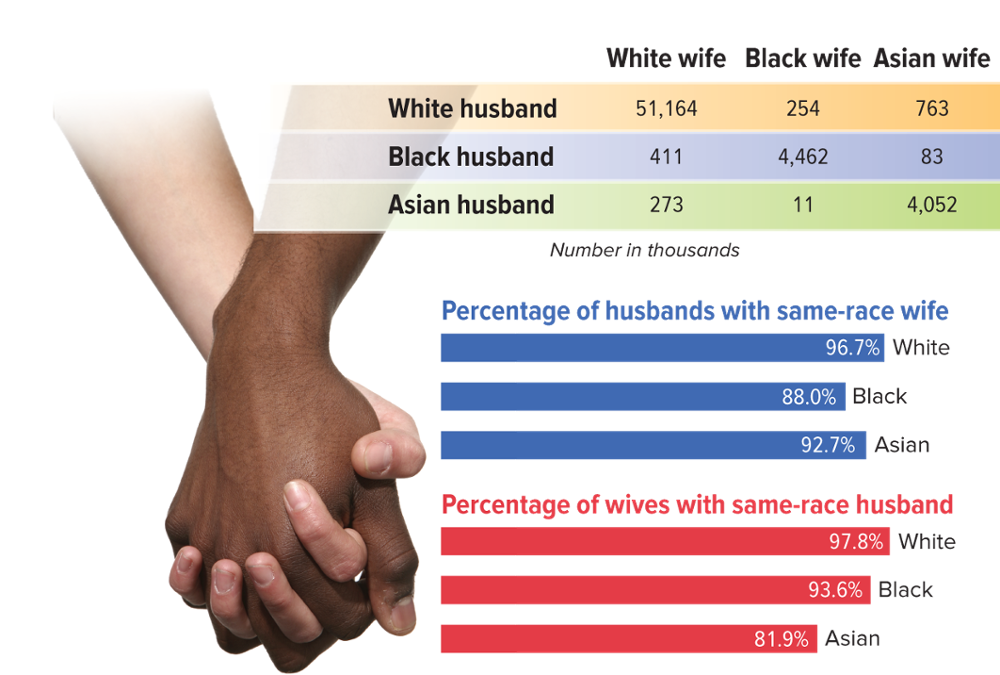 White wife Black wife Asian wife
White husband 51,164 254 763
Black husband 411 4,462 83
Asian husband 273 11 4,052
Number in thousands
Percentage of husbands with same-race wife
96.7% White
88.0% Black
92.7% Asian
Percentage of wives with same-race husband
97.8% White
93.6% Black
81.9% Asian